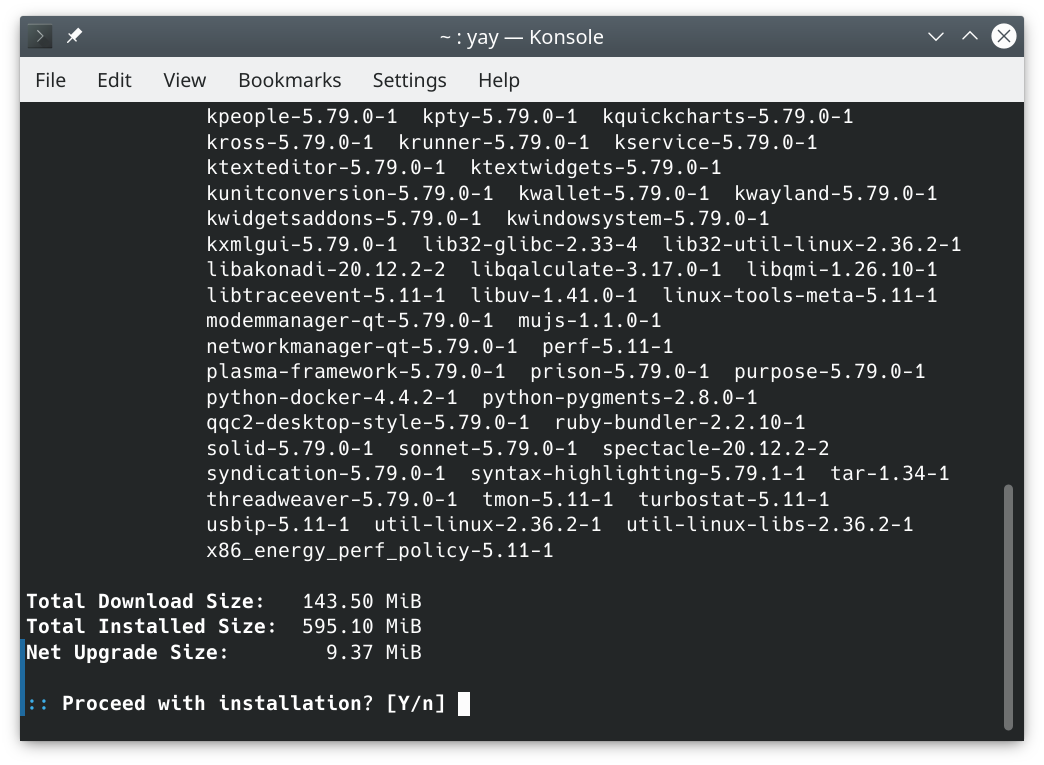 ~ : yay — Konsole
File Edit View Bookmarks Settings Help
kpeople-5.79.0-1 kpty-5.79.0-1 kquickcharts-5.79.0-1
kross-5.79.0-1 krunner-5.79.0-1 kservice-5.79.0-1
ktexteditor-5.79.0-1 ktextwidgets-5.79.0-1
kunitconversion-5.79.0-1 kwallet-5.79.0-1 kwayland-5.79.0-1
kwidgetsaddons-5.79.0-1 kwindowsystem-5.79.0-1
kxmlgui-5.79.0-1 lib32-glibc-2.33-4 lib32-util-linux-2.36.2-1
libakonadi-20.12.2-2 libqalculate-3.17.0-1 libqmi-1.26.10-1
libtraceevent-5.11-1 libuv-1.41.0-1 linux-tools-meta-5.11-1
modemmanager-qt-5.79.0-1 mujs-1.1.0-1
networkmanager-qt-5.79.0-1 perf-5.11-1
plasma-framework-5.79.0-1 prison-5.79.0-1 purpose-5.79.0-1
python-docker-4.4.2-1 python-pygments-2.8.0-1
qqc2-desktop-style-5.79.0-1 ruby-bundler-2.2.10-1
solid-5.79.0-1 sonnet-5.79.0-1 spectacle-20.12.2-2
syndication-5.79.0-1 syntax-highlighting-5.79.1-1 tar-1.34-1
threadweaver-5.79.0-1 tmon-5.11-1 turbostat-5.11-1
usbip-5.11-1 util-linux-2.36.2-1 util-linux-libs-2.36.2-1
x86_energy_perf_policy-5.11-1
Total Download Size: 143.50 MiB
Total Installed Size: 595.10 MiB
Net Upgrade Size: 9.37 MiB
:: Proceed with installation? [Y/n]